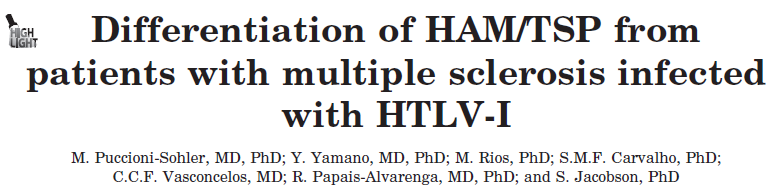 HIGH
LIGHT
Differentiation of HAM/TSP from
patients with multiple sclerosis infected
with HTLV-I
M. Puccioni-Sohler, MD, PhD; Y. Yamano, MD, PhD; M. Rios, PhD; S.M.F. Carvalho, PhD;
C.C.F. Vasconcelos, MD; R. Papais-Alvarenga, MD, PhD; and S. Jacobson, PhD